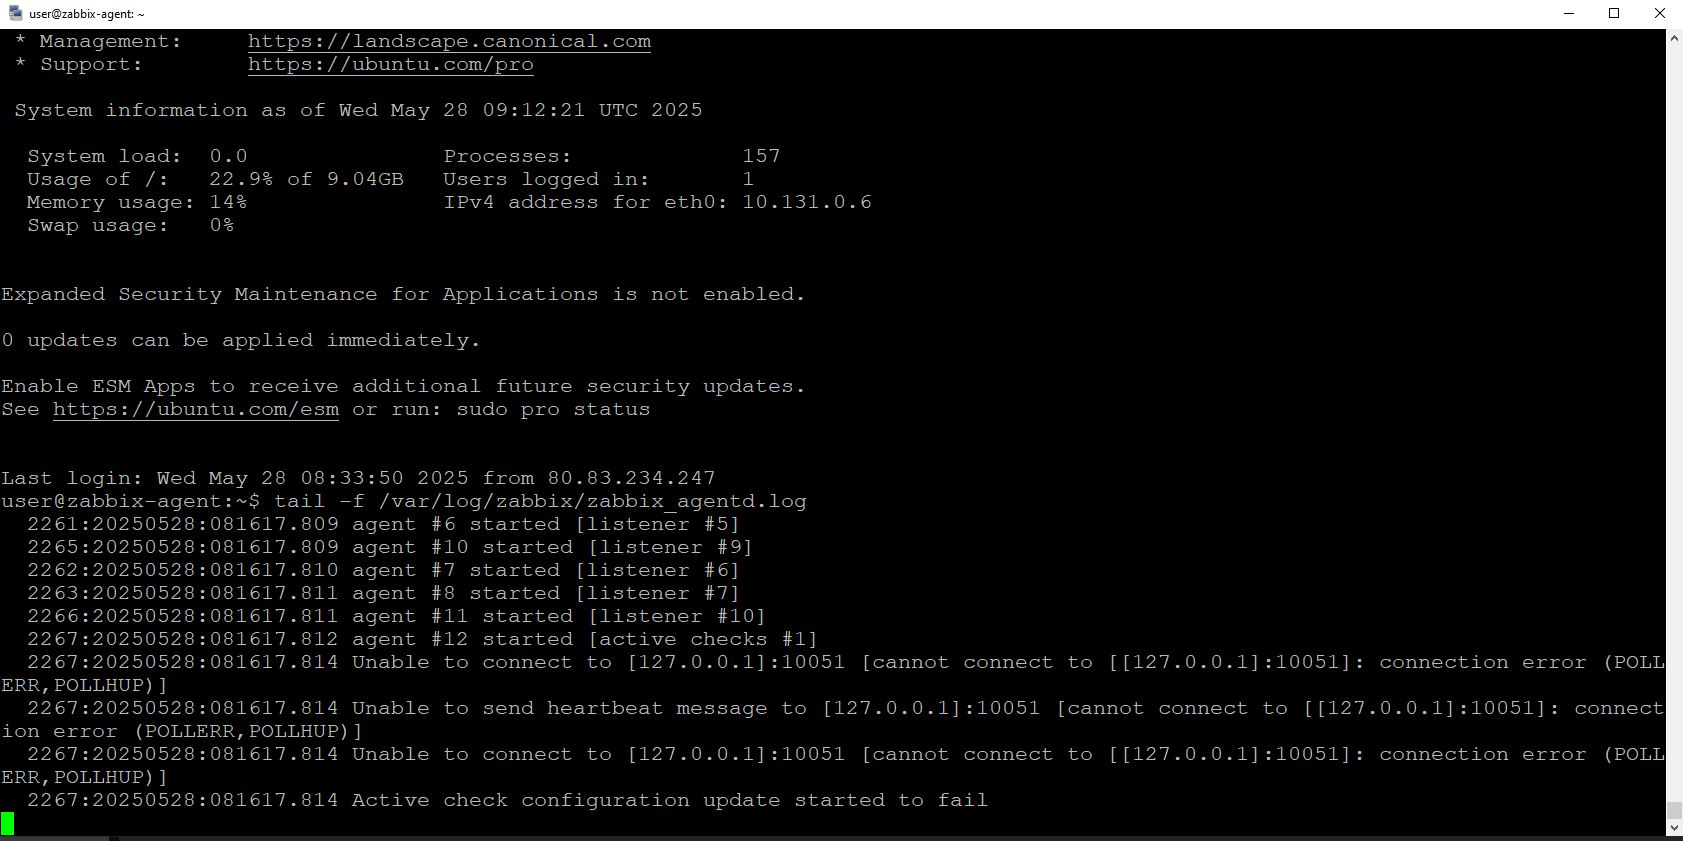 user@zabbix-agent: ~
* Management:     https://landscape.canonical.com
* Support:        https://ubuntu.com/pro
System information as of Wed May 28 09:12:21 UTC 2025
System load:  0.0               Processes:             157
Usage of /:   22.9% of 9.04GB   Users logged in:       1
Memory usage: 14%               IPv4 address for eth0: 10.131.0.6
Swap usage:   0%
Expanded Security Maintenance for Applications is not enabled.
0 updates can be applied immediately.
Enable ESM Apps to receive additional future security updates.
See https://ubuntu.com/esm or run: sudo pro status
Last login: Wed May 28 08:33:50 2025 from 80.83.234.247
user@zabbix-agent:~$ tail -f /var/log/zabbix/zabbix_agentd.log
2261:20250528:081617.809 agent #6 started [listener #5]
2265:20250528:081617.809 agent #10 started [listener #9]
2262:20250528:081617.810 agent #7 started [listener #6]
2263:20250528:081617.811 agent #8 started [listener #7]
2266:20250528:081617.811 agent #11 started [listener #10]
2267:20250528:081617.812 agent #12 started [active checks #1]
2267:20250528:081617.814 Unable to connect to [127.0.0.1]:10051 [cannot connect to [[127.0.0.1]:10051]: connection error (POLL
ERR,POLLHUP)]
2267:20250528:081617.814 Unable to send heartbeat message to [127.0.0.1]:10051 [cannot connect to [[127.0.0.1]:10051]: connect
ion error (POLLERR,POLLHUP)]
2267:20250528:081617.814 Unable to connect to [127.0.0.1]:10051 [cannot connect to [[127.0.0.1]:10051]: connection error (POLL
ERR,POLLHUP)]
2267:20250528:081617.814 Active check configuration update started to fail